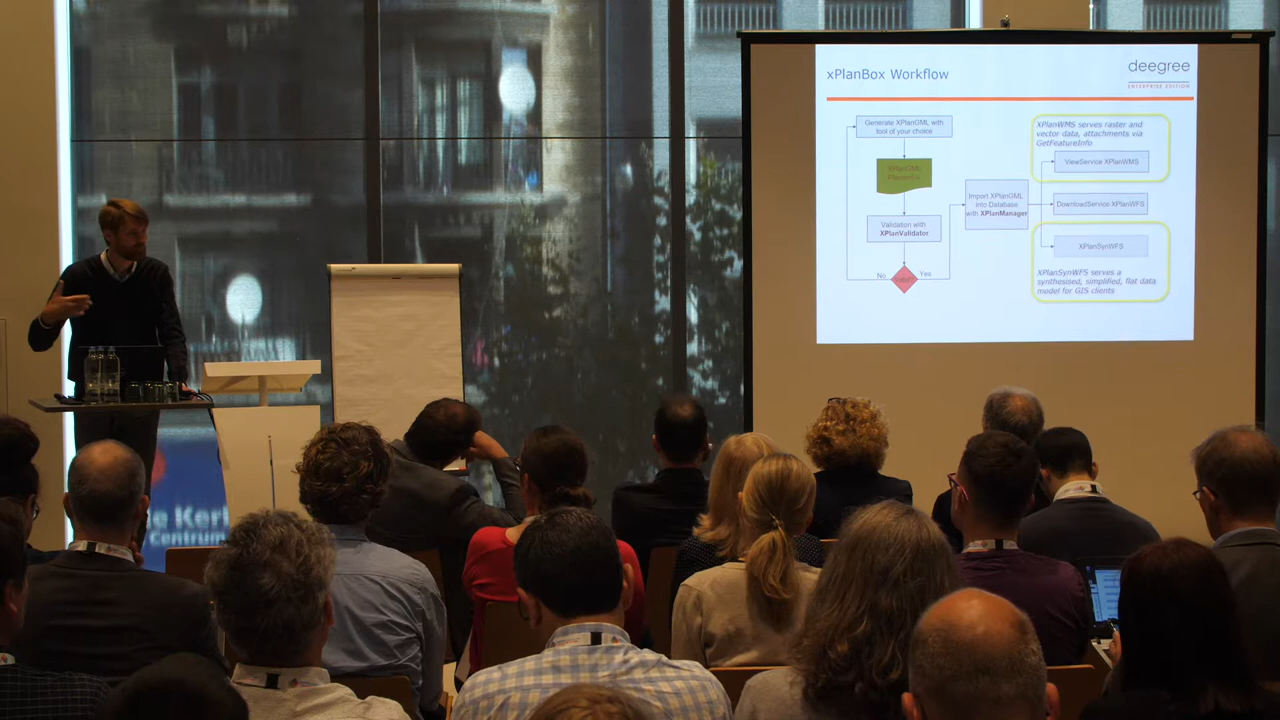 xPlanBox Workflow
deegree
ENTERPRISE EDITION
Generate XPlanGML with
tool of your choice
XPlanGML
Validation with
XPlanValidator
No
Yes
Import XPlanGML
into Database
with XPlanManager
XPlanWMS serves raster and
vector data, attachments via
GetFeatureInfo
ViewService XPlanWMS
DownloadService XPlanWFS
XPlanSynWFS
XPlanSynWFS serves a
synthesised, simplified, flat data
model for GIS clients
Centrum